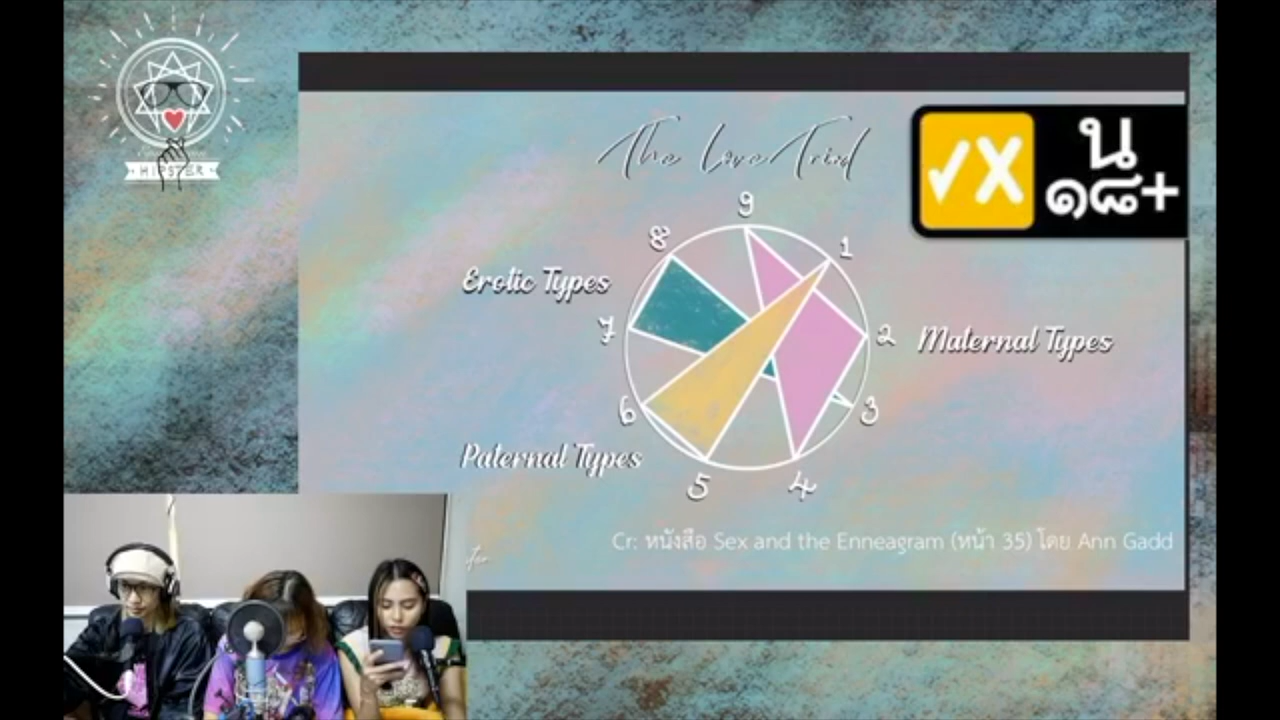 HIPSTER
The Love Triad
√X
น
๑๘+
9
8
1
Erotic Types
7
2
Maternal Types
6
3
Paternal Types
5
4
Cr: หนังสือ Sex and the Enneagram (หน้า 35) โดย Ann Gadd